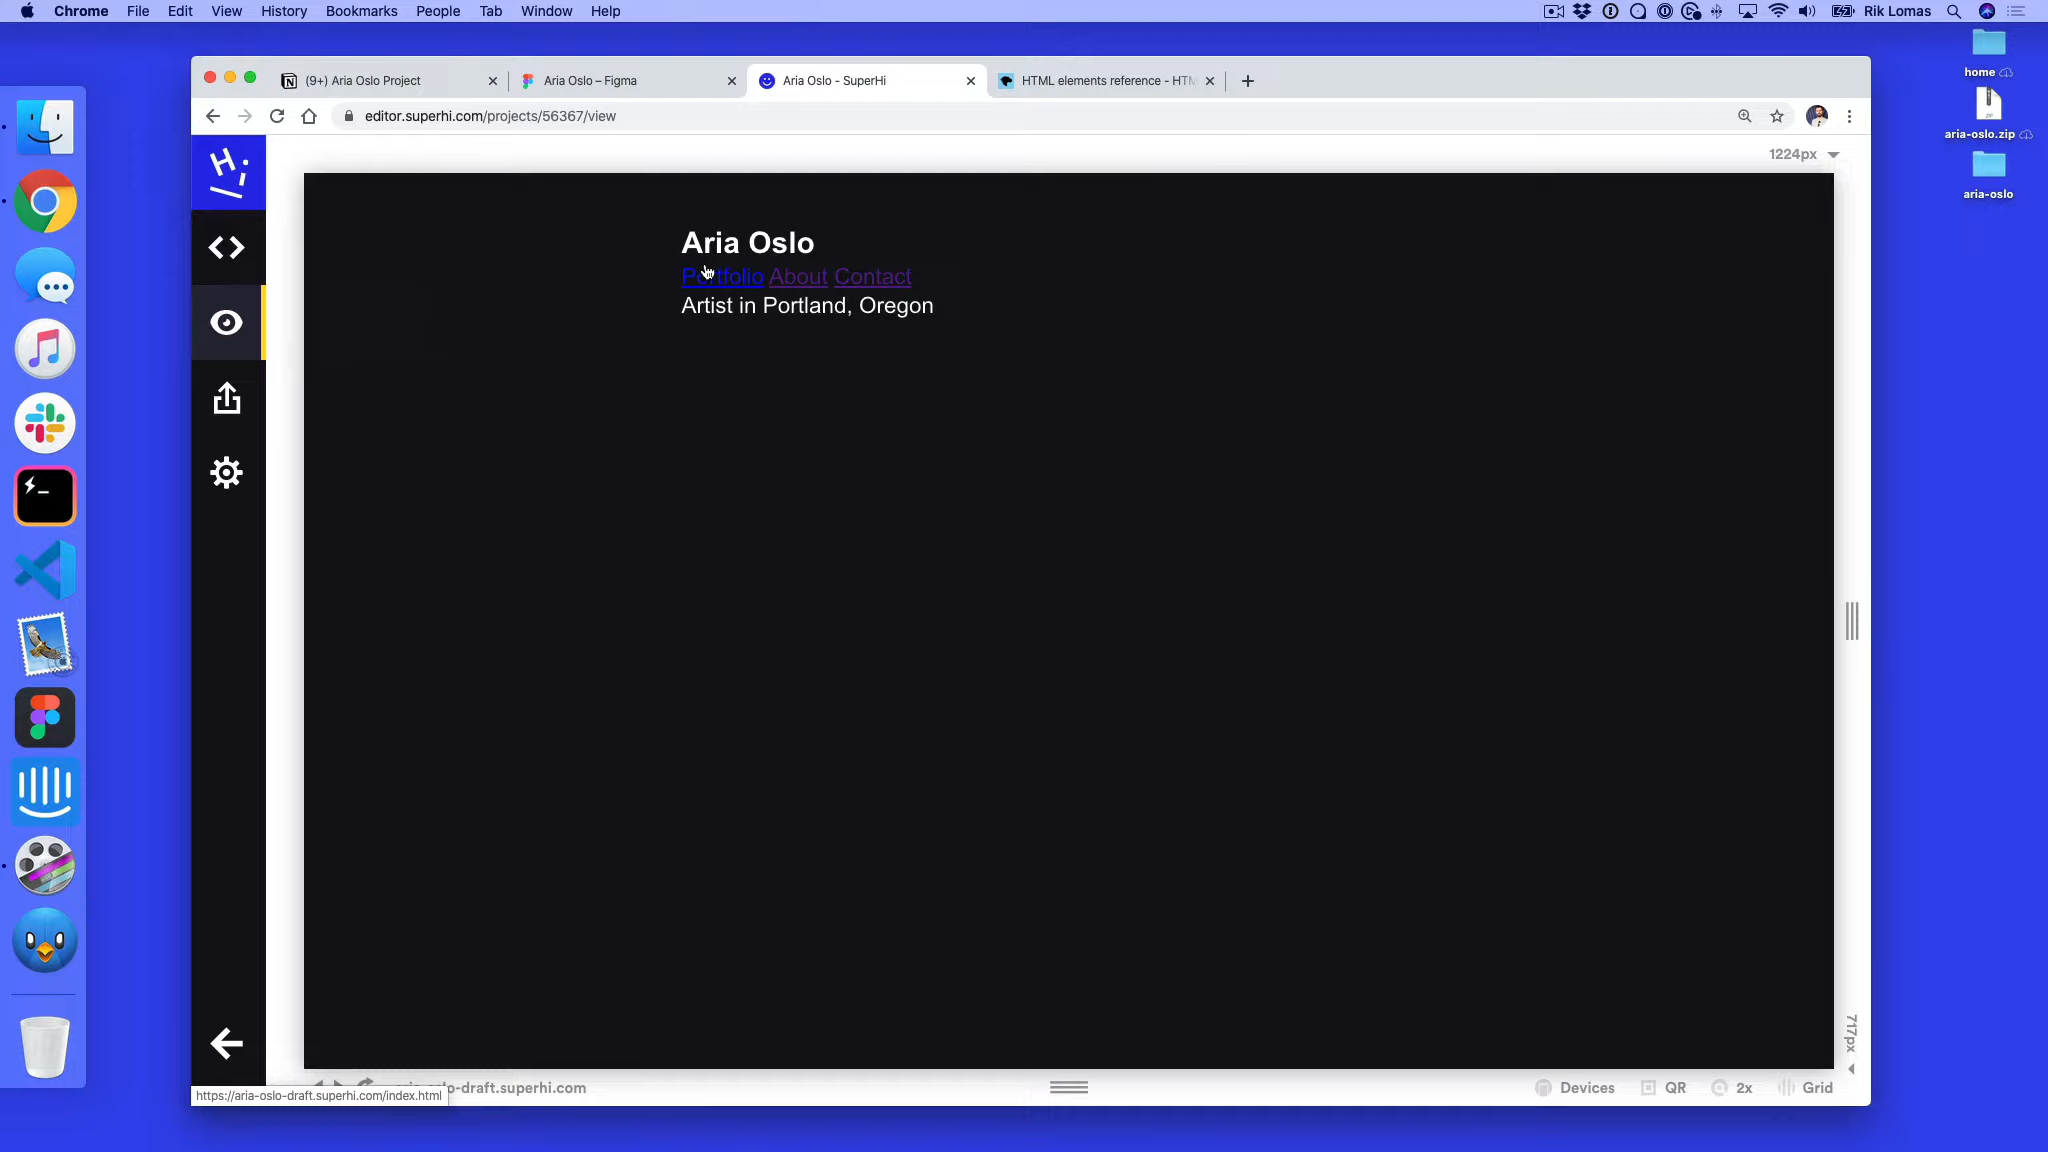 Chrome File Edit View History Bookmarks People Tab Window Help
Rik Lomas
home
aria-oslo.zip
aria-oslo
(9+) Aria Oslo Project
Aria Oslo – Figma
Aria Oslo - SuperHi
HTML elements reference - HTM
editor.superhi.com/projects/56367/view
1224px
Aria Oslo
Portfolio About Contact
Artist in Portland, Oregon
717px
-draft.superhi.com
Devices QR 2x Grid
https://aria-oslo-draft.superhi.com/index.html